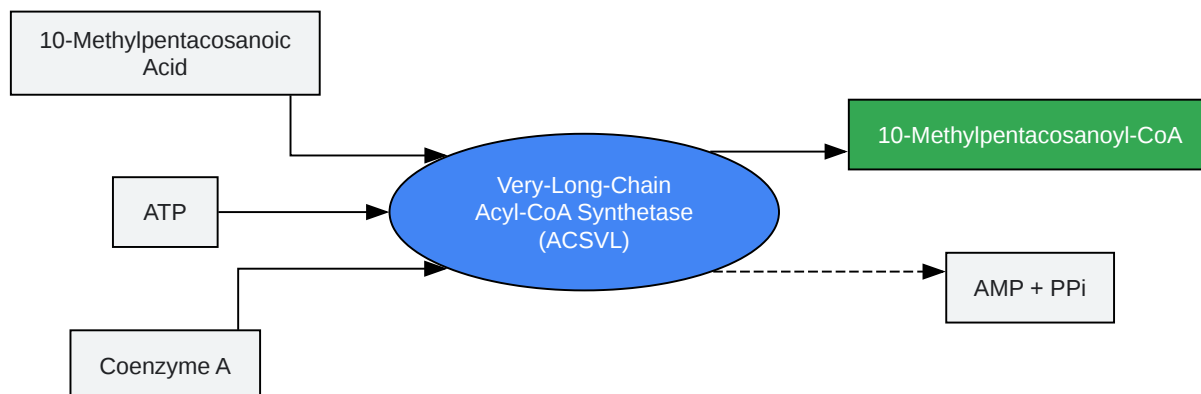 10-Methylpentacosanoic
Acid
ATP
Coenzyme A
Very-Long-Chain
Acyl-CoA Synthetase
(ACSVL)
10-Methylpentacosanoyl-CoA
AMP + PPi